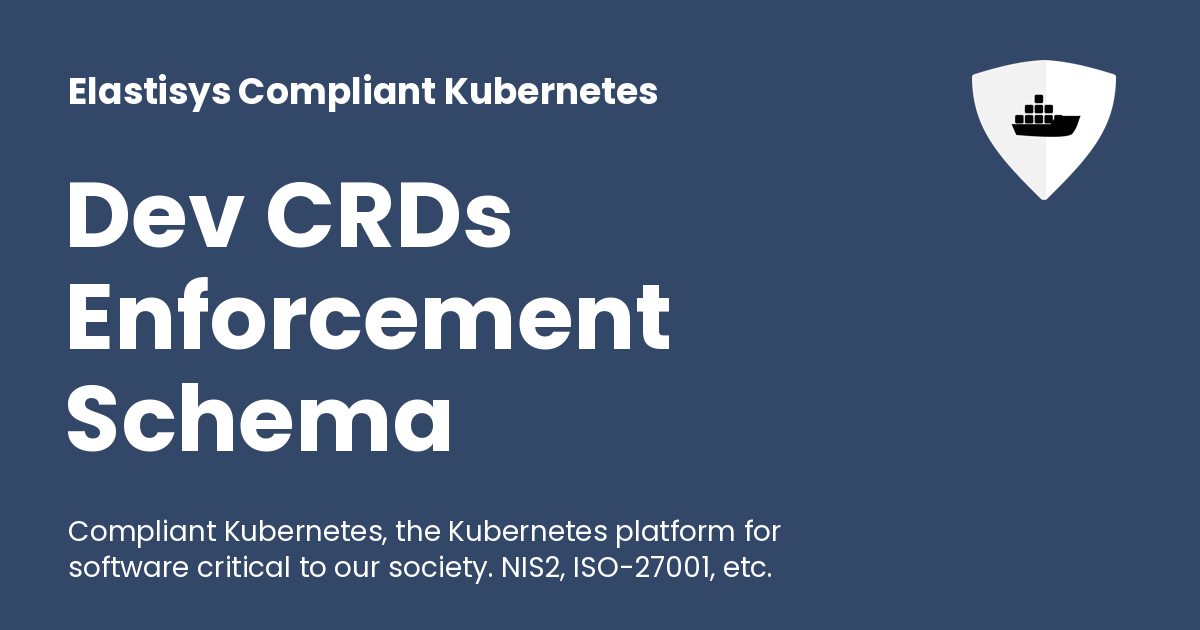 Elastisys Compliant Kubernetes
Dev CRDs
Enforcement
Schema
Compliant Kubernetes, the Kubernetes platform for
software critical to our society. NIS2, ISO-27001, etc.